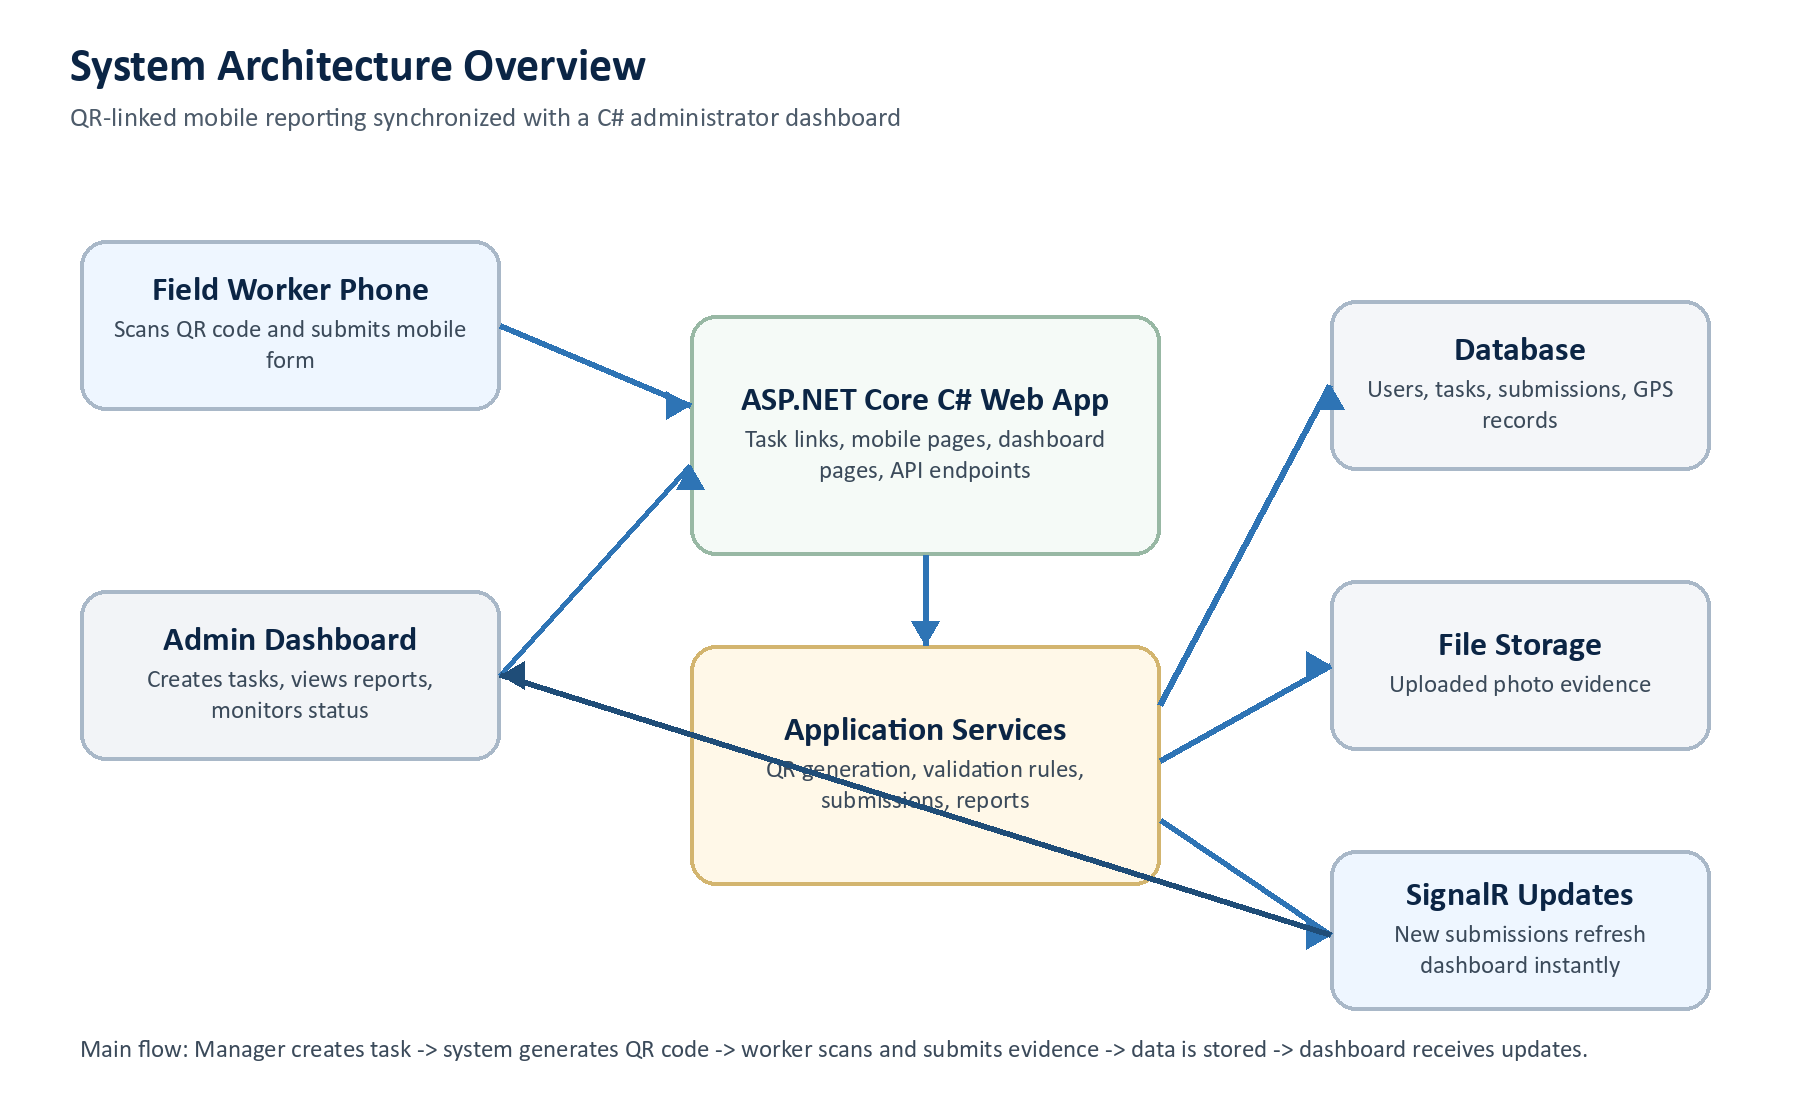 System Architecture Overview
QR-linked mobile reporting synchronized with a C# administrator dashboard
Field Worker Phone
Scans QR code and submits mobile
form
ASP.NET Core C# Web App
Task links, mobile pages, dashboard
pages, API endpoints
Database
Users, tasks, submissions, GPS
records
Admin Dashboard
Creates tasks, views reports,
monitors status
Application Services
QR generation, validation rules,
submissions, reports
File Storage
Uploaded photo evidence
SignalR Updates
New submissions refresh
dashboard instantly
Main flow: Manager creates task -> system generates QR code -> worker scans and submits evidence -> data is stored -> dashboard receives updates.